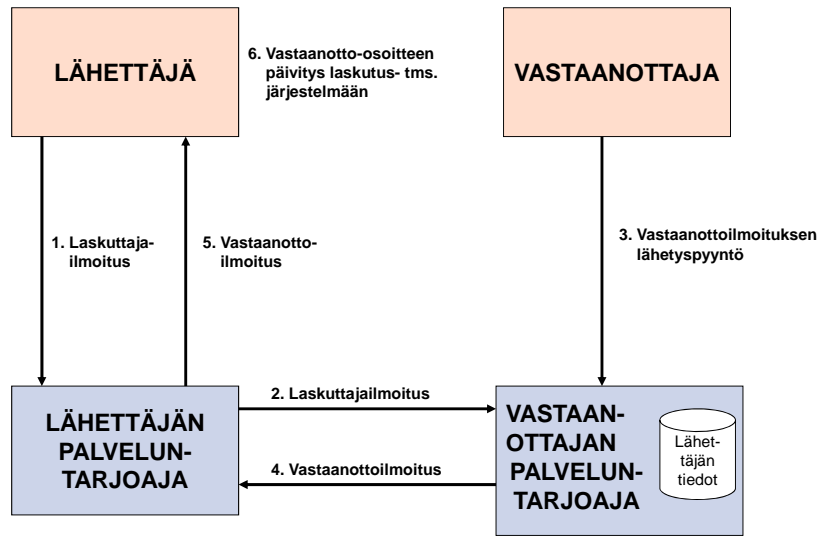 LÄHETTÄJÄ
6. Vastaanotto-osoitteen
päivitys laskutus- tms.
järjestelmään
VASTAANOTTAJA
1. Laskuttaja-
ilmoitus
5. Vastaanotto-
ilmoitus
3. Vastaanottoilmoituksen
lähetyspyyntö
LÄHETTÄJÄN
PALVELUN-
TARJOAJA
2. Laskuttajailmoitus
4. Vastaanottoilmoitus
VASTAAN-
OTTAJAN
PALVELUN-
TARJOAJA
Lähet-
täjän
tiedot